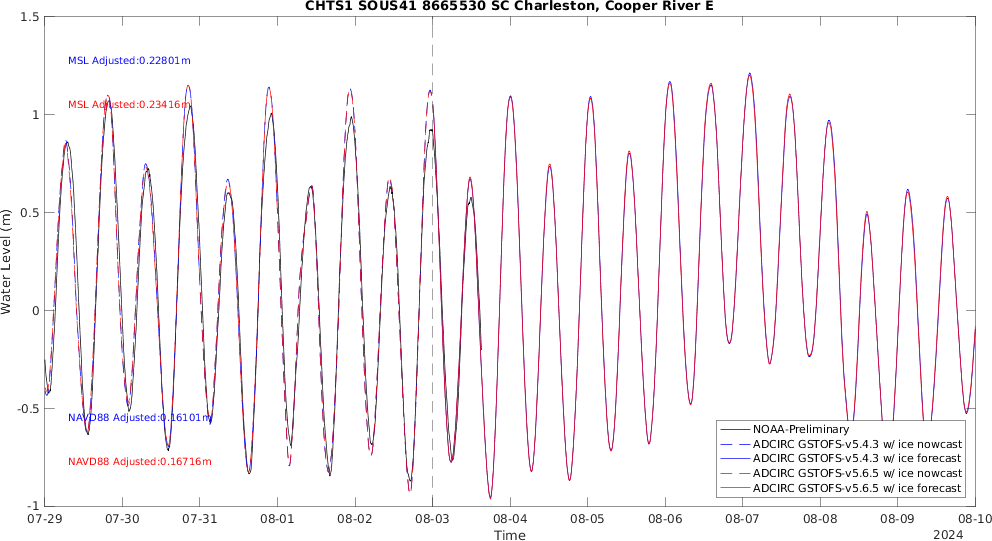 CHTS1 SOUS41 8665530 SC Charleston, Cooper River E
1.5
1
0.5
0
-0.5
-1
Water Level (m)
MSL Adjusted:0.22801m
MSL Adjusted:0.23416m
NAVD88 Adjusted:0.16101m
NAVD88 Adjusted:0.16716m
NOAA-Preliminary
ADCIRC GSTOFS-v5.4.3 w/ ice nowcast
ADCIRC GSTOFS-v5.4.3 w/ ice forecast
ADCIRC GSTOFS-v5.6.5 w/ ice nowcast
ADCIRC GSTOFS-v5.6.5 w/ ice forecast
07-29 07-30 07-31 08-01 08-02 08-03 08-04 08-05 08-06 08-07 08-08 08-09 08-10
Time
2024